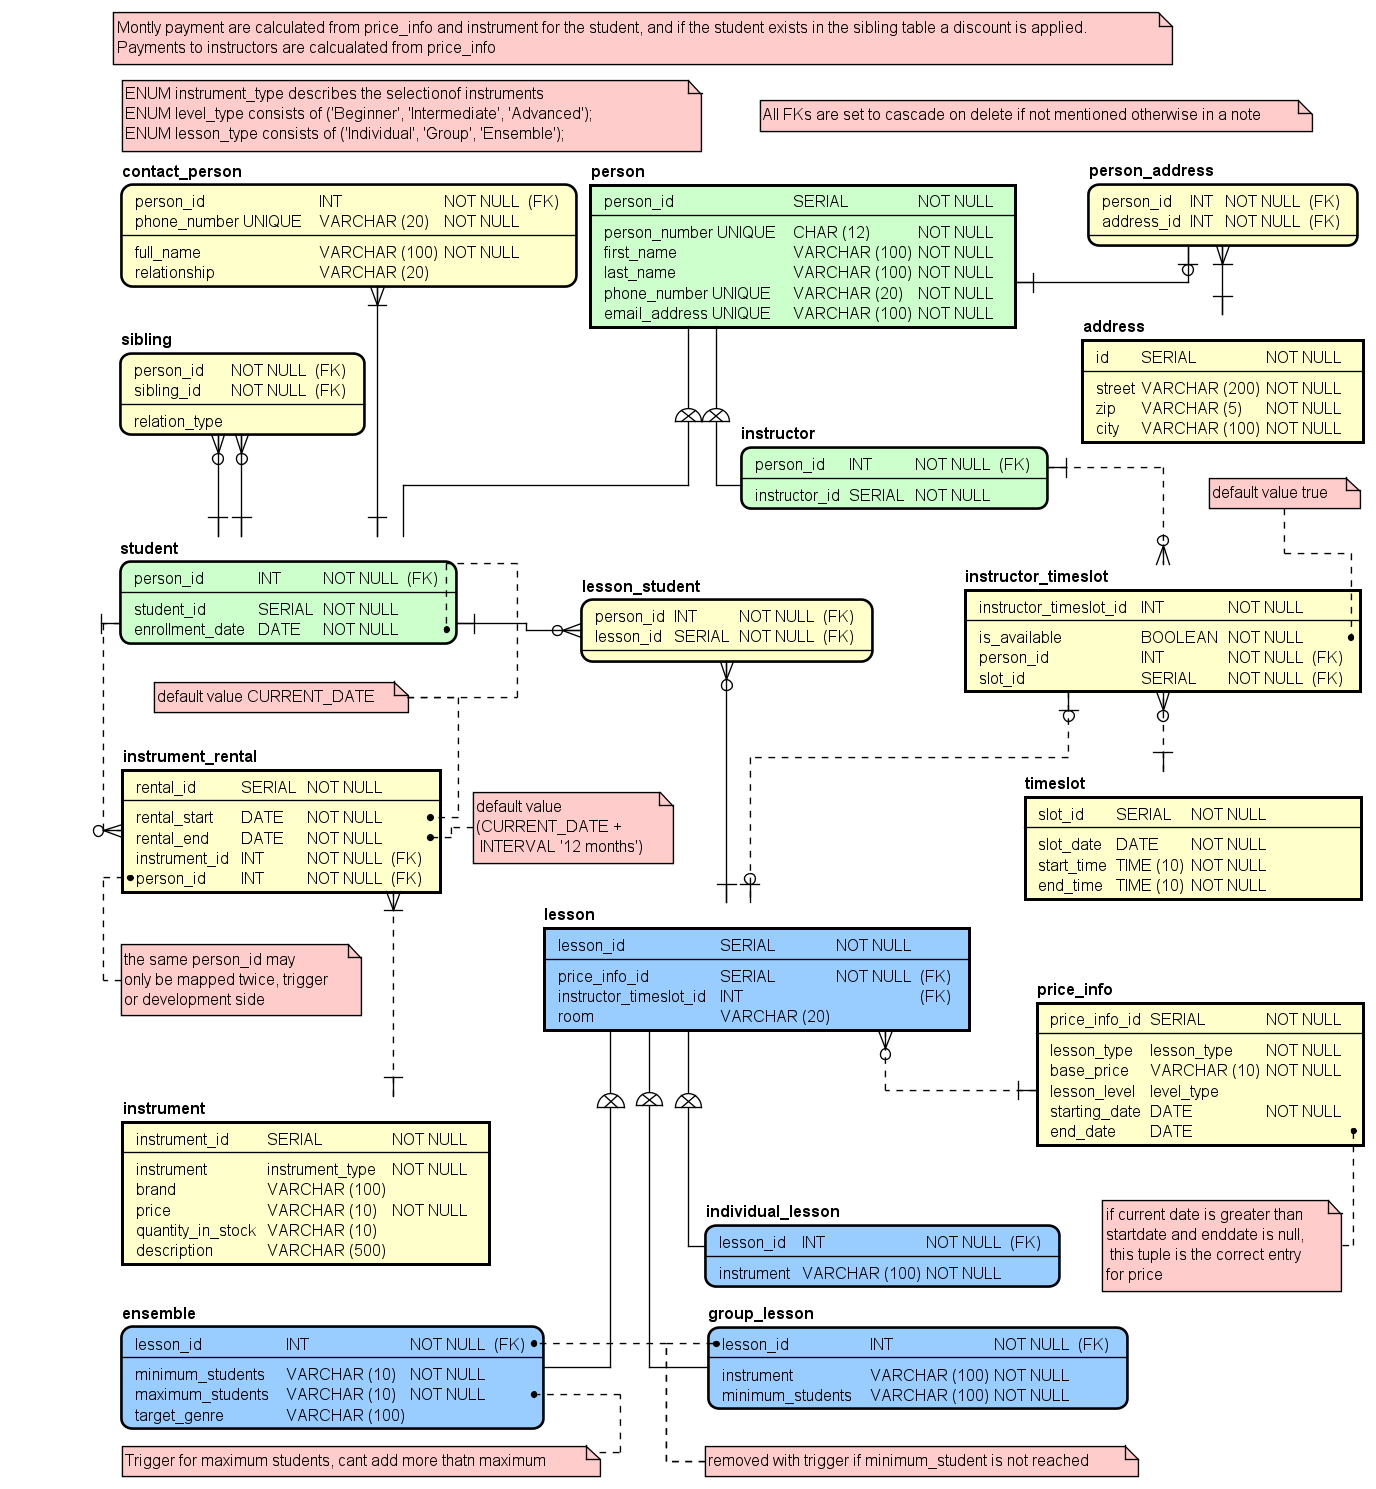 Montly payment are calculated from price_info and instrument for the student, and if the student exists in the sibling table a discount is applied.
Payments to instructors are calcualated from price_info
ENUM instrument_type describes the selectionof instruments
ENUM level_type consists of ('Beginner', 'Intermediate', 'Advanced');
ENUM lesson_type consists of ('Individual', 'Group', 'Ensemble');
All FKs are set to cascade on delete if not mentioned otherwise in a note
contact_person
person_id INT NOT NULL (FK)
phone_number UNIQUE VARCHAR (20) NOT NULL
full_name VARCHAR (100) NOT NULL
relationship VARCHAR (20)
person
person_id SERIAL NOT NULL
person_number UNIQUE CHAR (12) NOT NULL
first_name VARCHAR (100) NOT NULL
last_name VARCHAR (100) NOT NULL
phone_number UNIQUE VARCHAR (20) NOT NULL
email_address UNIQUE VARCHAR (100) NOT NULL
person_address
person_id INT NOT NULL (FK)
address_id INT NOT NULL (FK)
address
id SERIAL NOT NULL
street VARCHAR (200) NOT NULL
zip VARCHAR (5) NOT NULL
city VARCHAR (100) NOT NULL
sibling
person_id NOT NULL (FK)
sibling_id NOT NULL (FK)
relation_type
instructor
person_id INT NOT NULL (FK)
instructor_id SERIAL NOT NULL
default value true
student
person_id INT NOT NULL (FK)
student_id SERIAL NOT NULL
enrollment_date DATE NOT NULL
lesson_student
person_id INT NOT NULL (FK)
lesson_id SERIAL NOT NULL (FK)
instructor_timeslot
instructor_timeslot_id INT NOT NULL
is_available BOOLEAN NOT NULL
person_id INT NOT NULL (FK)
slot_id SERIAL NOT NULL (FK)
default value CURRENT_DATE
instrument_rental
rental_id SERIAL NOT NULL
rental_start DATE NOT NULL
rental_end DATE NOT NULL
instrument_id INT NOT NULL (FK)
person_id INT NOT NULL (FK)
default value
(CURRENT_DATE +
INTERVAL '12 months')
timeslot
slot_id SERIAL NOT NULL
slot_date DATE NOT NULL
start_time TIME (10) NOT NULL
end_time TIME (10) NOT NULL
the same person_id may
only be mapped twice, trigger
or development side
lesson
lesson_id SERIAL NOT NULL
price_info_id SERIAL NOT NULL (FK)
instructor_timeslot_id INT (FK)
room VARCHAR (20)
price_info
price_info_id SERIAL NOT NULL
lesson_type lesson_type NOT NULL
base_price VARCHAR (10) NOT NULL
lesson_level level_type
starting_date DATE NOT NULL
end_date DATE
instrument
instrument_id SERIAL NOT NULL
instrument instrument_type NOT NULL
brand VARCHAR (100)
price VARCHAR (10) NOT NULL
quantity_in_stock VARCHAR (10)
description VARCHAR (500)
individual_lesson
lesson_id INT NOT NULL (FK)
instrument VARCHAR (100) NOT NULL
if current date is greater than
startdate and enddate is null,
this tuple is the correct entry
for price
ensemble
lesson_id INT NOT NULL (FK)
minimum_students VARCHAR (10) NOT NULL
maximum_students VARCHAR (10) NOT NULL
target_genre VARCHAR (100)
group_lesson
lesson_id INT NOT NULL (FK)
instrument VARCHAR (100) NOT NULL
minimum_students VARCHAR (100) NOT NULL
Trigger for maximum students, cant add more thatn maximum
removed with trigger if minimum_student is not reached